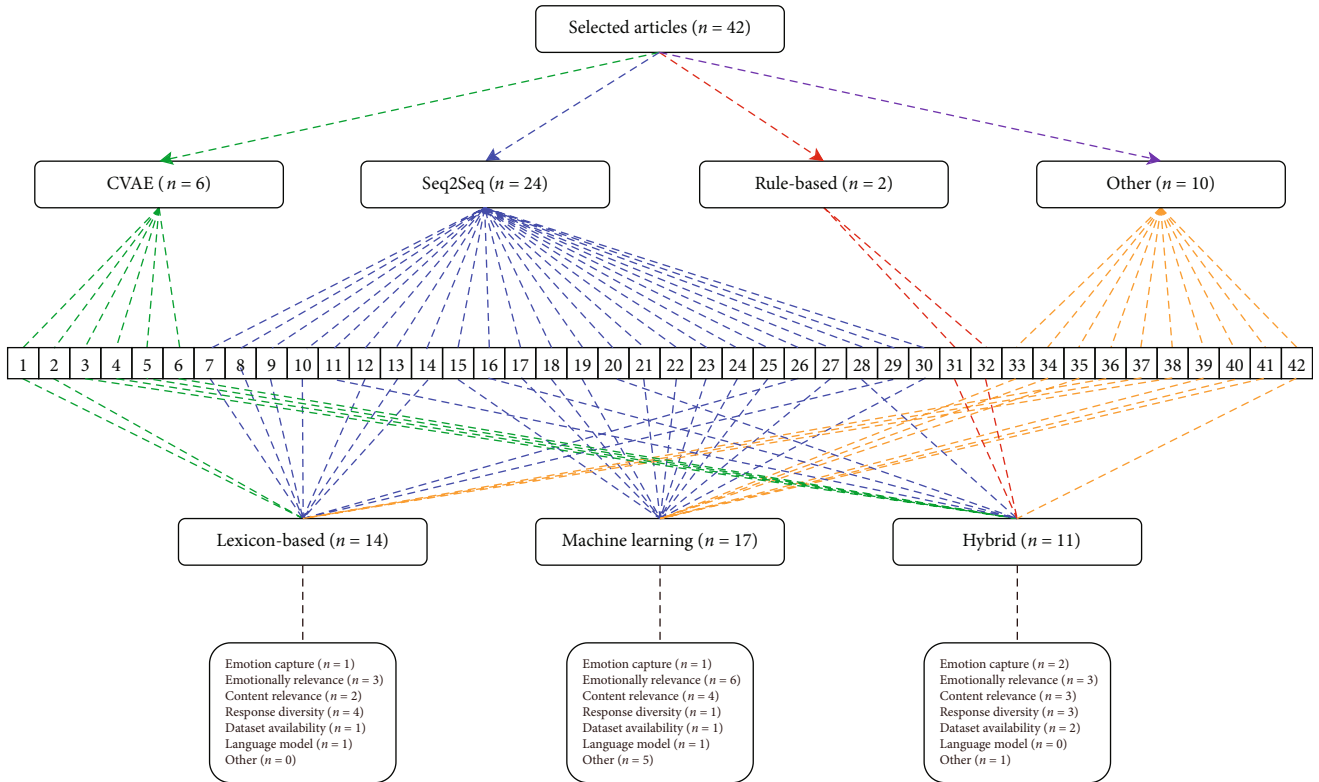 Selected articles (n = 42)
CVAE (n = 6)
Seq2Seq (n = 24)
Rule-based (n = 2)
Other (n = 10)
1 2 3 4 5 6 7 8 9 10 11 12 13 14 15 16 17 18 19 20 21 22 23 24 25 26 27 28 29 30 31 32 33 34 35 36 37 38 39 40 41 42
Lexicon-based (n = 14)
Machine learning (n = 17)
Hybrid (n = 11)
Emotion capture (n = 1)
Emotionally relevance (n = 3)
Content relevance (n = 2)
Response diversity (n = 4)
Dataset availability (n = 1)
Language model (n = 1)
Other (n = 0)
Emotion capture (n = 1)
Emotionally relevance (n = 6)
Content relevance (n = 4)
Response diversity (n = 1)
Dataset availability (n = 1)
Language model (n = 1)
Other (n = 5)
Emotion capture (n = 2)
Emotionally relevance (n = 3)
Content relevance (n = 3)
Response diversity (n = 3)
Dataset availability (n = 2)
Language model (n = 0)
Other (n = 1)